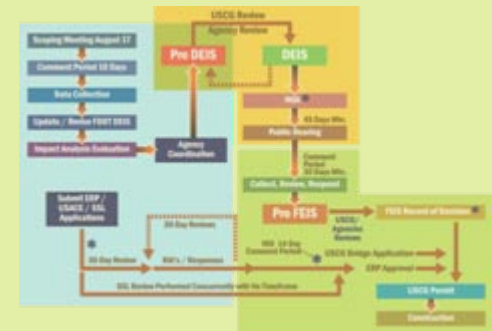 USCG Review
Agency Review
Scoping Meeting August 17
Comment Period 10 Days
Data Collection
Update / Revise FDOT DEIS
Impact Analysis Evaluation
Agency
Coordination
Pre DEIS
DEIS
NOA
45 Days Min.
Public Hearing
Comment
Period
30 Days Min.
Collect, Review, Respond
Pre FEIS
USCG/
Agencies
Reviews
FEIS Record of Decision
Submit ERP /
USACE / SSL
Applications
30-Day Reviews
30-Day Review
RAI's / Responses
14 Day
Comment Period
USCG Bridge Application
ERP Approval
SSL Review Performed Concurrently with No Timeframe
USCG Permit
Construction